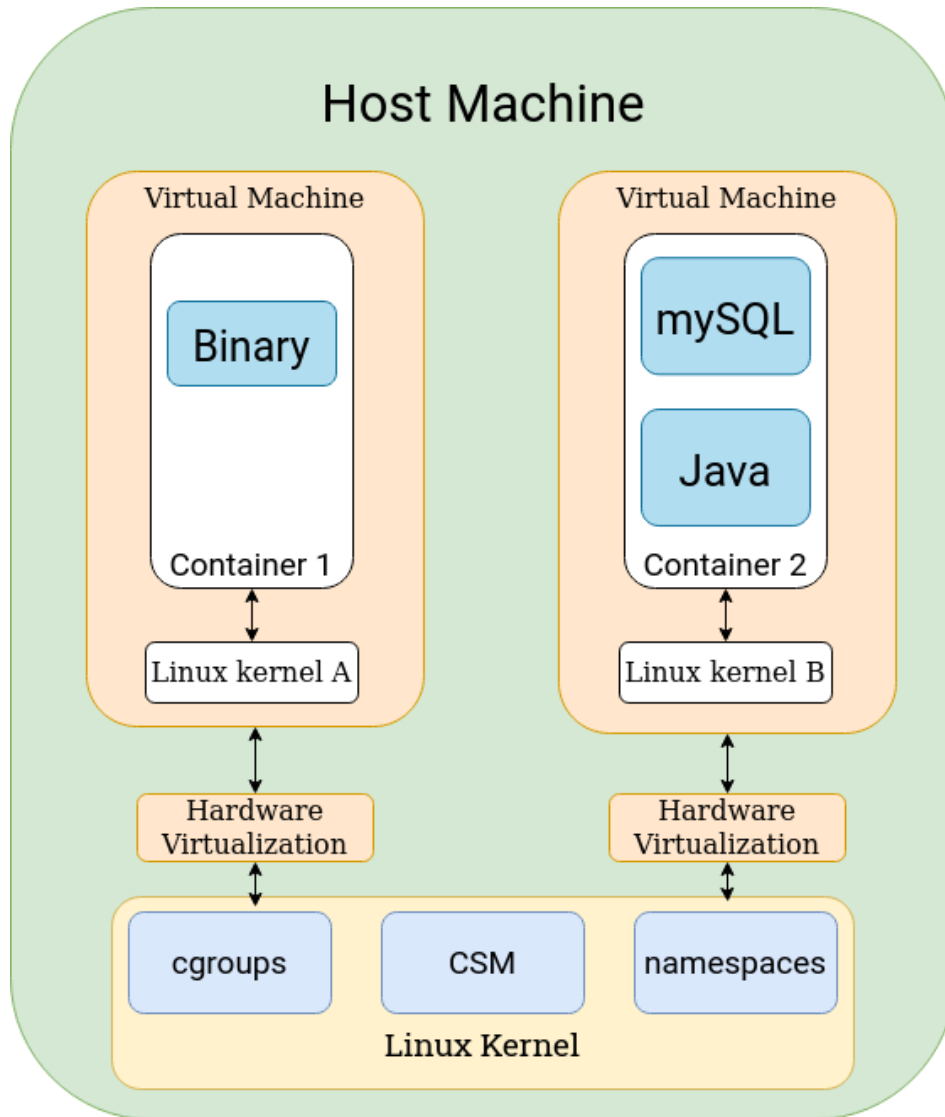 Host Machine
Virtual Machine
Binary
Container 1
Linux kernel A
Hardware
Virtualization
Virtual Machine
mySQL
Java
Container 2
Linux kernel B
Hardware
Virtualization
cgroups
CSM
namespaces
Linux Kernel